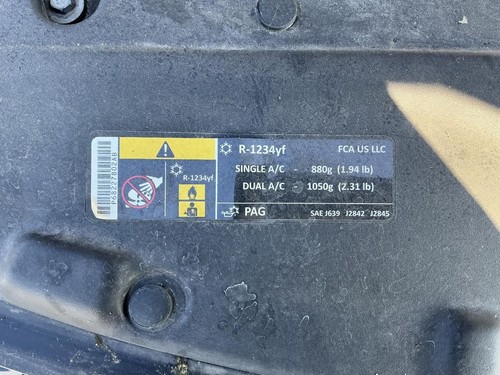 P68227802AB
R-1234yf
R-1234yf FCA US LLC
SINGLE A/C - 880g (1.94 lb)
DUAL A/C - 1050g (2.31 lb)
PAG SAE J639 J2842 J2845